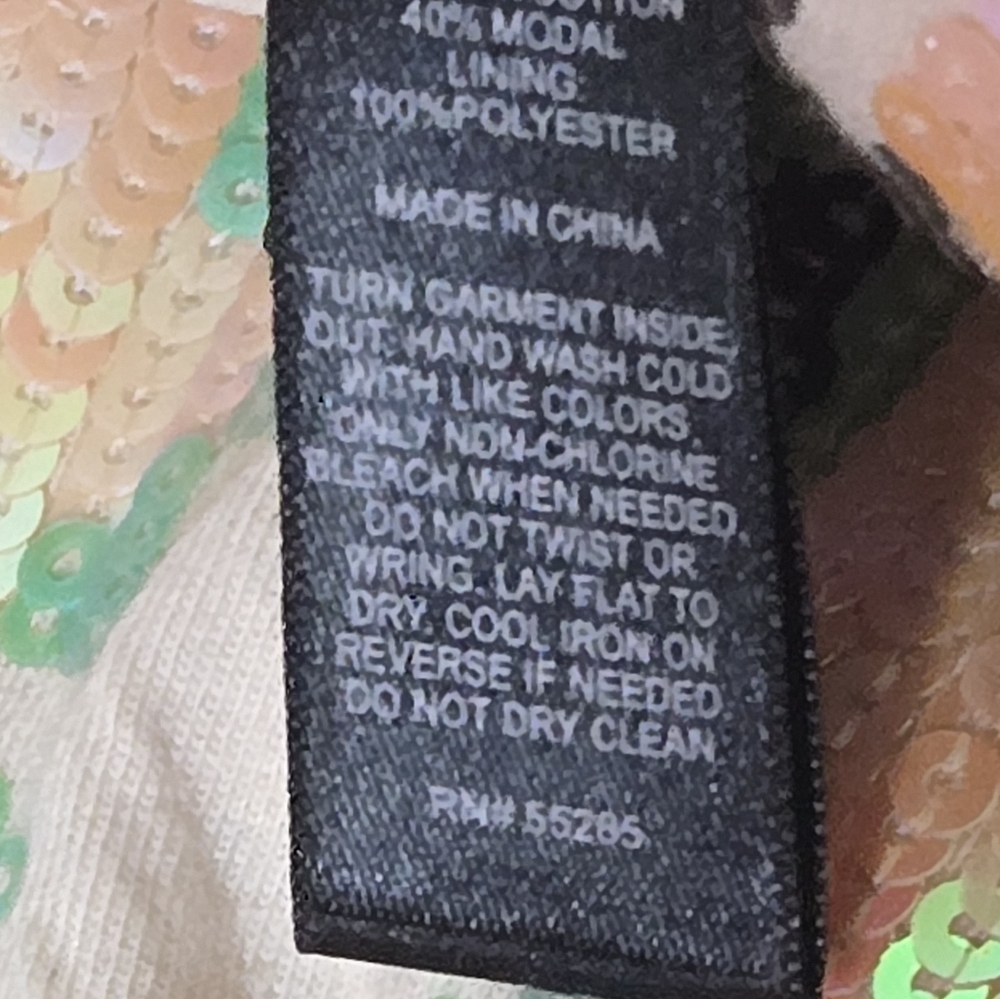 40% MODAL
LINING:
100%POLYESTER
MADE IN CHINA
TURN GARMENT INSIDE
OUT. HAND WASH COLD
WITH LIKE COLORS.
ONLY NON-CHLORINE
BLEACH WHEN NEEDED.
DO NOT TWIST OR
WRING. LAY FLAT TO
DRY. COOL IRON ON
REVERSE IF NEEDED
DO NOT DRY CLEAN
RN# 55285